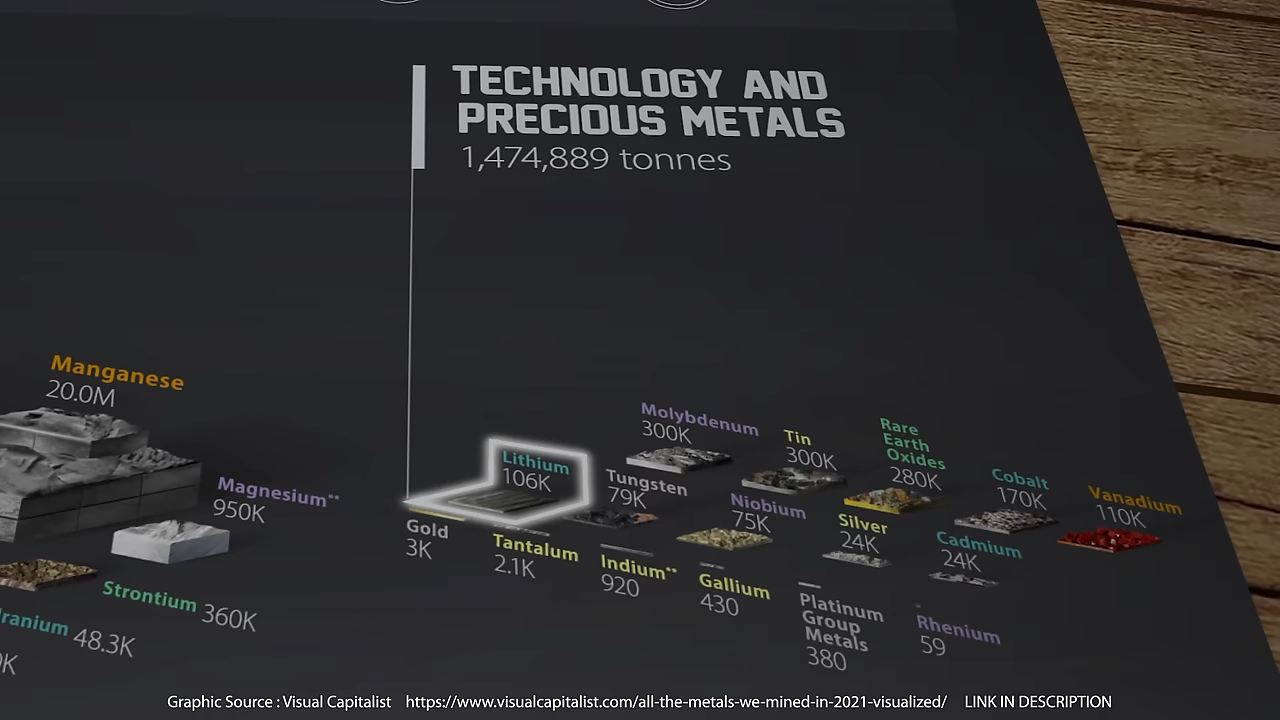 TECHNOLOGY AND
PRECIOUS METALS
1,474,889 tonnes
Manganese
20.0M
Magnesium**
950K
Strontium 360K
48.3K
Lithium
106K
Gold
3K
Tantalum
2.1K
Tungsten
79K
Indium**
920
Molybdenum
300K
Niobium
75K
Gallium
430
Tin
300K
Rare
Earth
Oxides
280K
Silver
24K
Platinum
Group
Metals
380
Cobalt
170K
Cadmium
24K
Rhenium
59
Vanadium
110K
Graphic Source : Visual Capitalist https://www.visualcapitalist.com/all-the-metals-we-mined-in-2021-visualized/ LINK IN DESCRIPTION